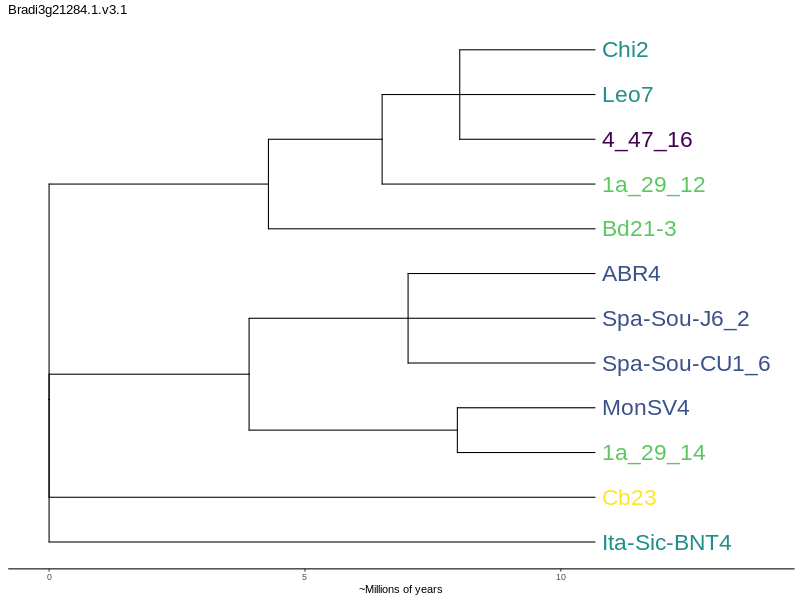 Bradi3g21284.1.v3.1
Chi2
Leo7
4_47_16
1a_29_12
Bd21-3
ABR4
Spa-Sou-J6_2
Spa-Sou-CU1_6
MonSV4
1a_29_14
Cb23
Ita-Sic-BNT4
0 5 10
~Millions of years